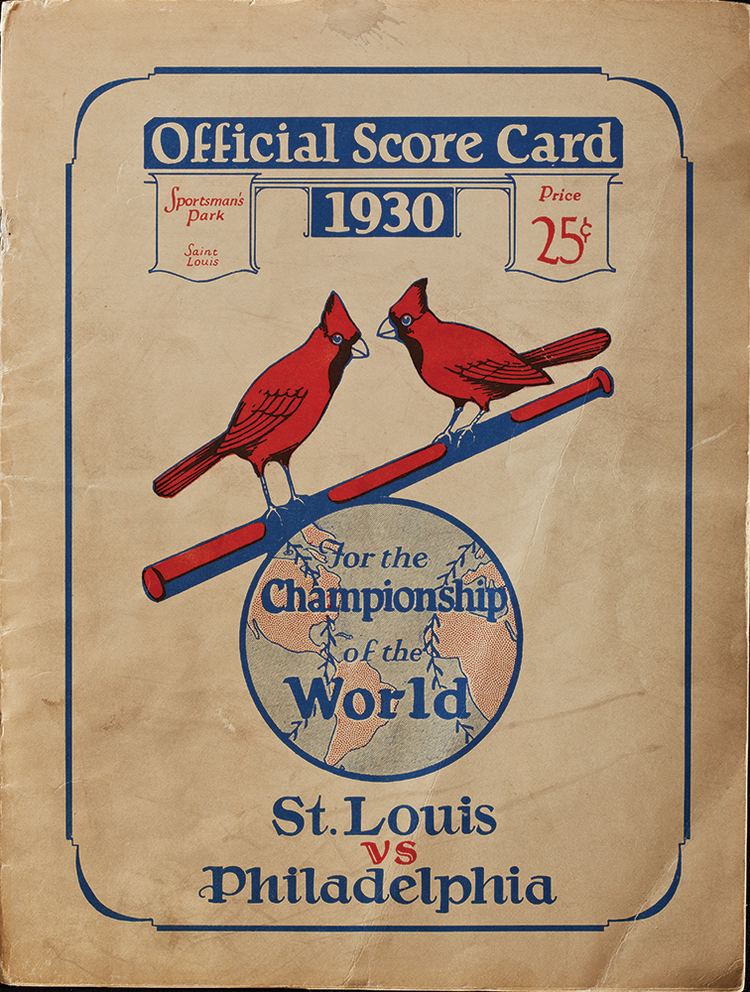 Official Score Card
Sportsman's
Park
Saint
Louis
1930
Price
25¢
For the
Championship
of the
World
St. Louis
vs
Philadelphia